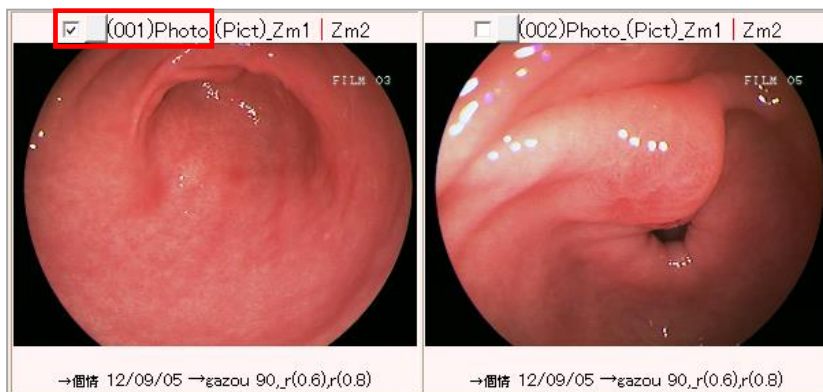 (001)Photo_(Pict)_Zm1 | Zm2
FILM 03
→個情 12/09/05 →gazou 90,_r(0.6),r(0.8)
(002)Photo_(Pict)_Zm1 | Zm2
FILM 05
→個情 12/09/05 →gazou 90,_r(0.6),r(0.8)